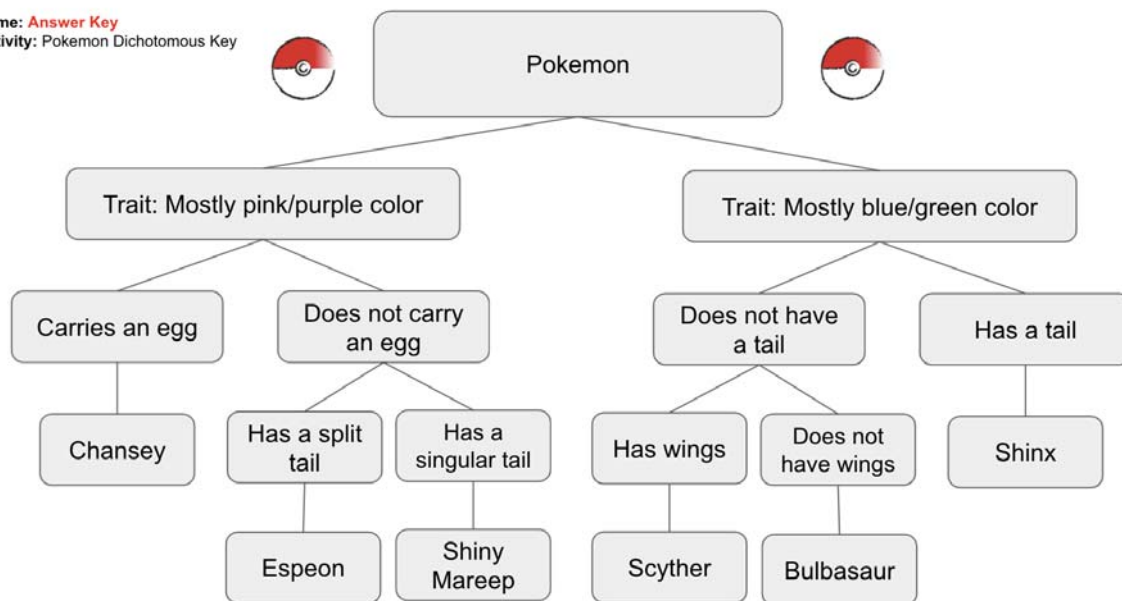 me: Answer Key
tivity: Pokemon Dichotomous Key
Pokemon
Trait: Mostly pink/purple color
Trait: Mostly blue/green color
Carries an egg
Does not carry
an egg
Does not have
a tail
Has a tail
Chansey
Has a split
tail
Has a
singular tail
Has wings
Does not
have wings
Shinx
Espeon
Shiny
Mareep
Scyther
Bulbasaur